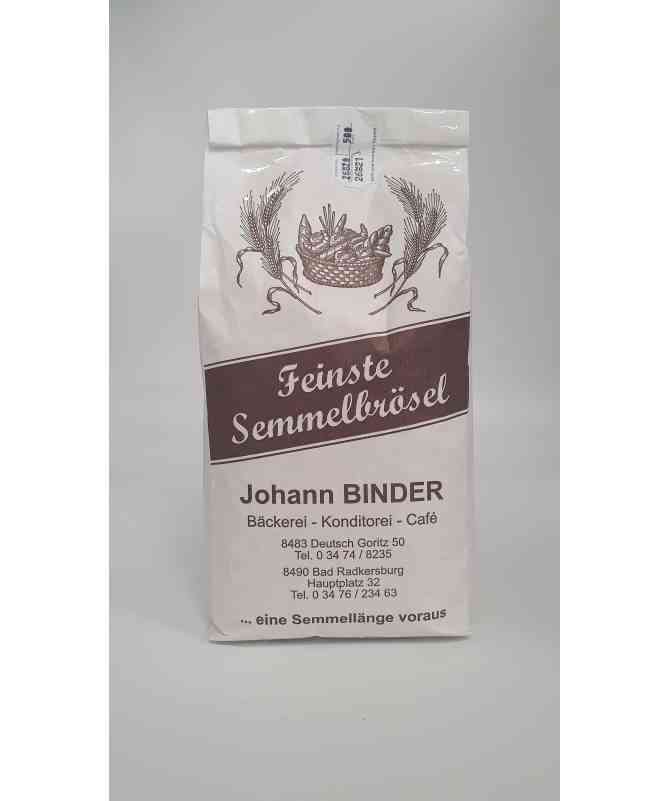 Feinste
Semmelbrösel
Johann BINDER
Bäckerei - Konditorei - Café
8483 Deutsch Goritz 50
Tel. 0 34 74 / 8235
8490 Bad Radkersburg
Hauptplatz 32
Tel. 0 34 76 / 234 63
... eine Semmellänge voraus